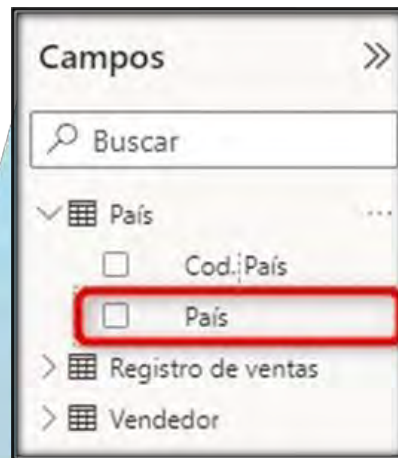 Campos
Buscar
País
Cod. País
País
Registro de ventas
Vendedor